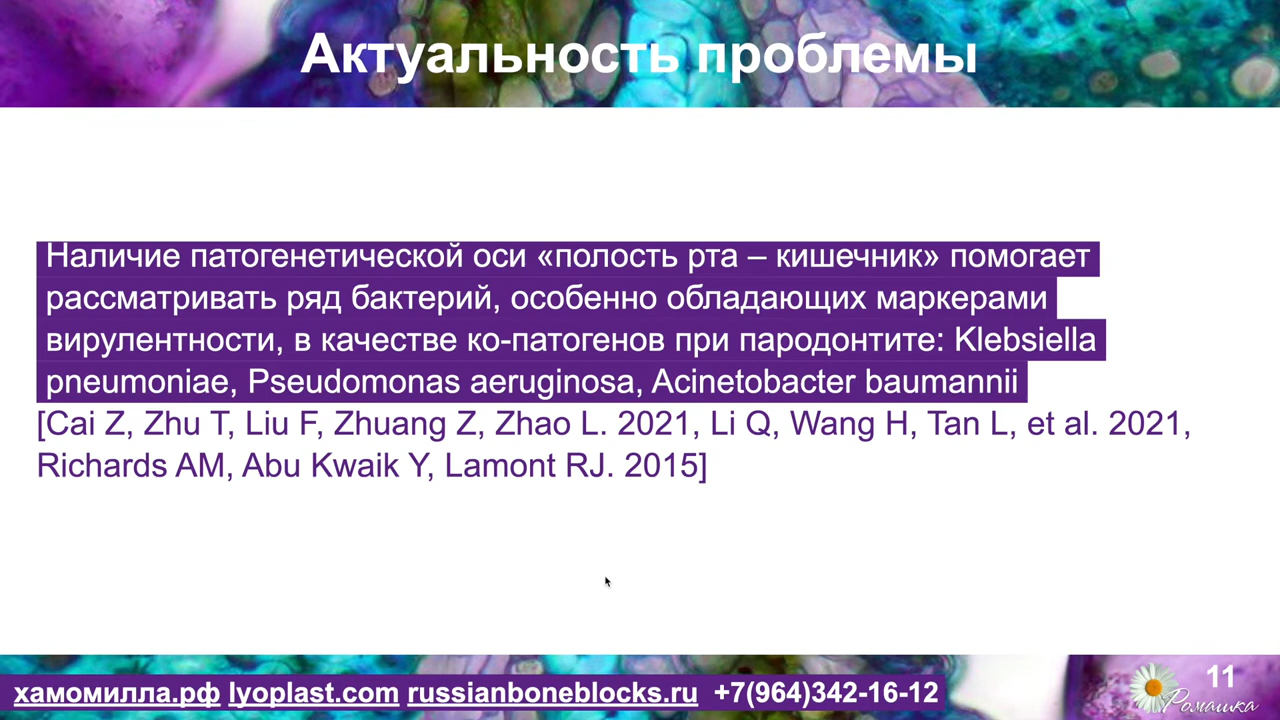 Актуальность проблемы
Наличие патогенетической оси «полость рта – кишечник» помогает
рассматривать ряд бактерий, особенно обладающих маркерами
вирулентности, в качестве ко-патогенов при пародонтите: Klebsiella
pneumoniae, Pseudomonas aeruginosa, Acinetobacter baumannii
[Cai Z, Zhu T, Liu F, Zhuang Z, Zhao L. 2021, Li Q, Wang H, Tan L, et al. 2021,
Richards AM, Abu Kwaik Y, Lamont RJ. 2015]
хамомилла.рф lyoplast.com russianboneblocks.ru +7(964)342-16-12
11
Ромашка